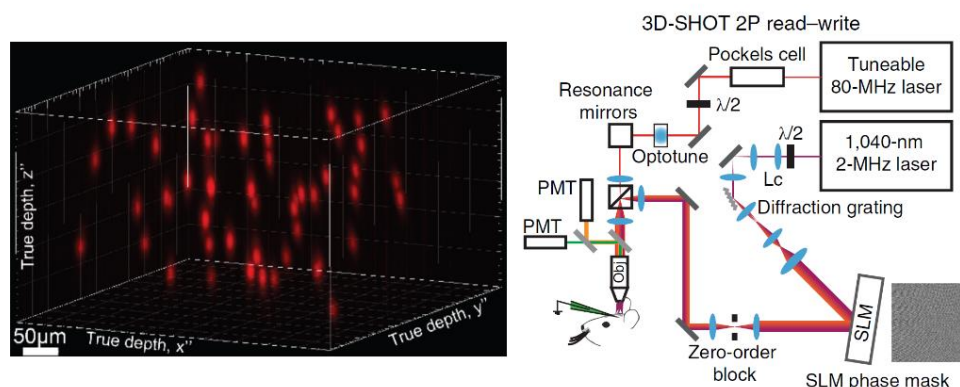 True depth, z''
50µm
True depth, x''
True depth, y''
3D-SHOT 2P read–write
Pockels cell
Tuneable
80-MHz laser
λ/2
Resonance
mirrors
Optotune
1,040-nm
2-MHz laser
λ/2
Lc
Diffraction grating
PMT
PMT
Obj
SLM
Zero-order
block
SLM phase mask